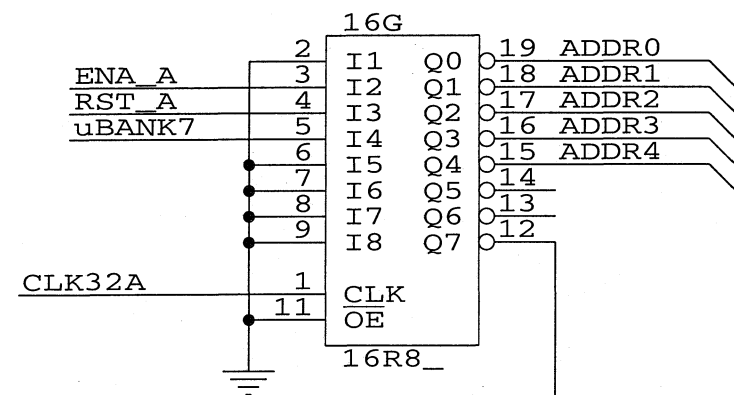 16G
2 I1 Q0 19 ADDR0
ENA_A 3 I2 Q1 18 ADDR1
RST_A 4 I3 Q2 17 ADDR2
uBANK7 5 I4 Q3 16 ADDR3
6 I5 Q4 15 ADDR4
7 I6 Q5 14
8 I7 Q6 13
9 I8 Q7 12
CLK32A 1 CLK
11 OE
16R8_